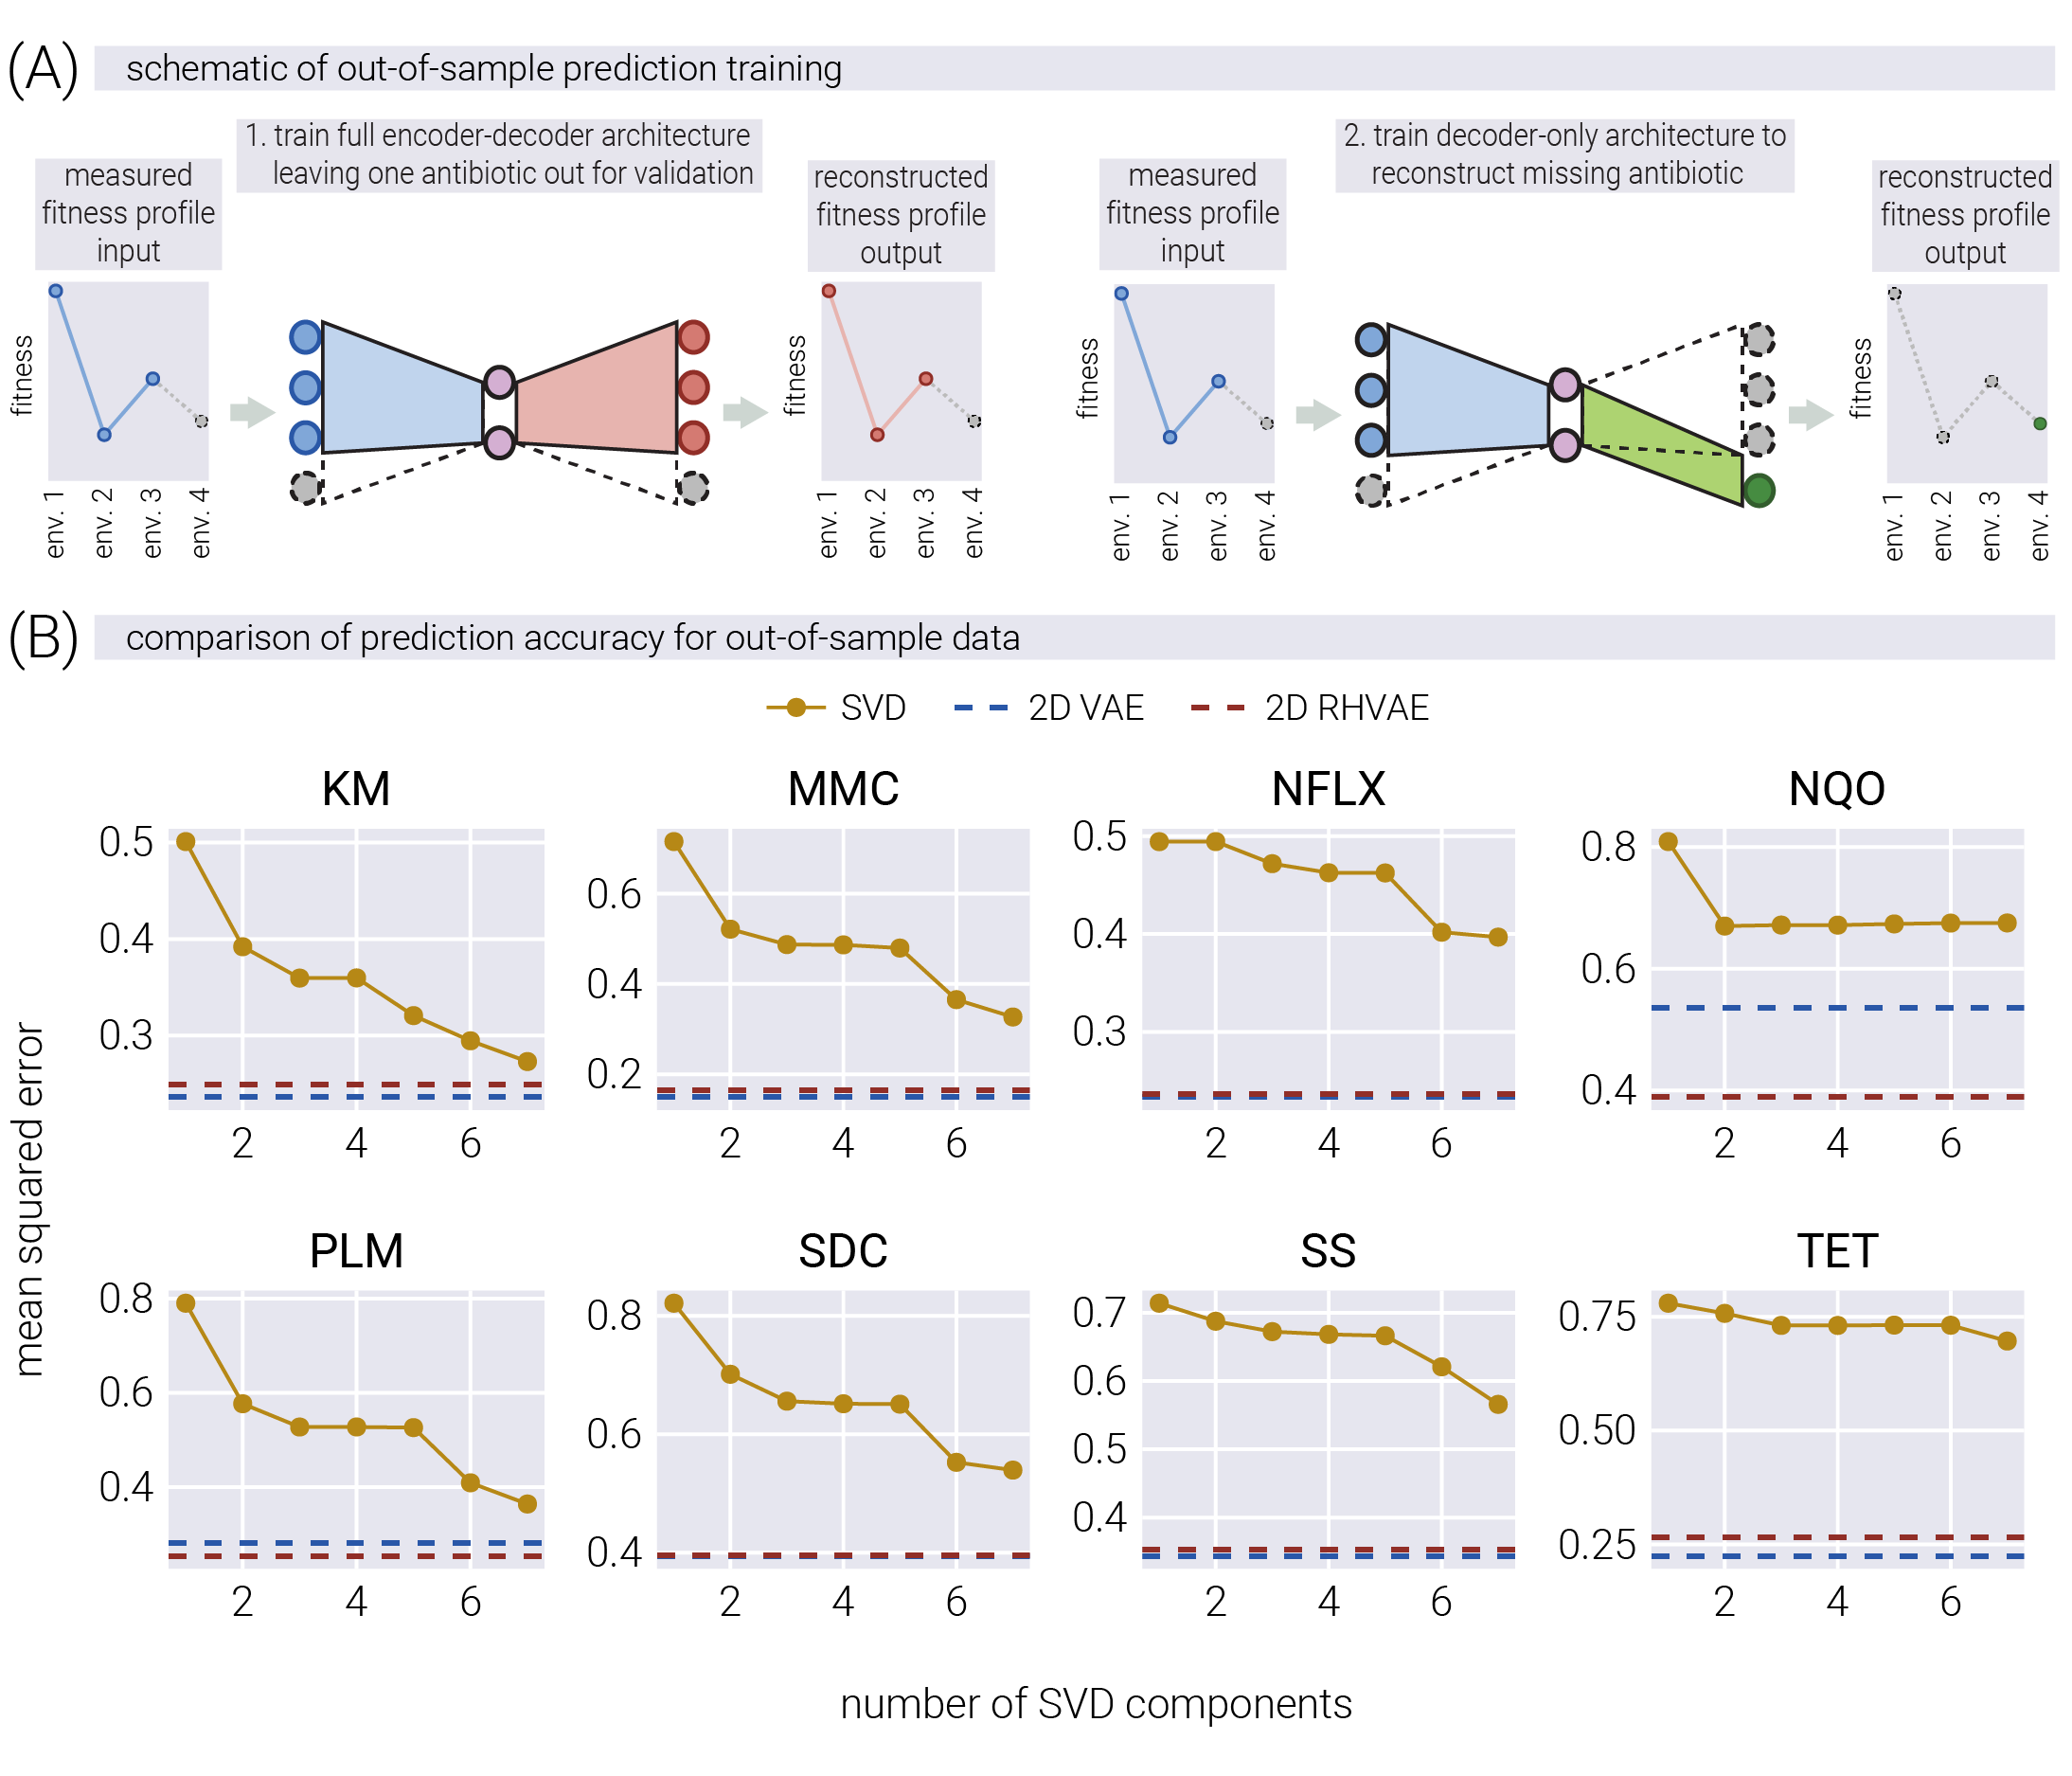 (A) schematic of out-of-sample prediction training
measured
fitness profile
input
1. train full encoder-decoder architecture
leaving one antibiotic out for validation
reconstructed
fitness profile
output
fitness
env. 1
env. 2
env. 3
env. 4
fitness
env. 1
env. 2
env. 3
env. 4
measured
fitness profile
input
2. train decoder-only architecture to
reconstruct missing antibiotic
reconstructed
fitness profile
output
fitness
env. 1
env. 2
env. 3
env. 4
fitness
env. 1
env. 2
env. 3
env. 4
(B) comparison of prediction accuracy for out-of-sample data
SVD 2D VAE 2D RHVAE
mean squared error
KM
0.5
0.4
0.3
2 4 6
MMC
0.6
0.4
0.2
2 4 6
NFLX
0.5
0.4
0.3
2 4 6
NQO
0.8
0.6
0.4
2 4 6
PLM
0.8
0.6
0.4
2 4 6
SDC
0.8
0.6
0.4
2 4 6
SS
0.7
0.6
0.5
0.4
2 4 6
TET
0.75
0.50
0.25
2 4 6
number of SVD components